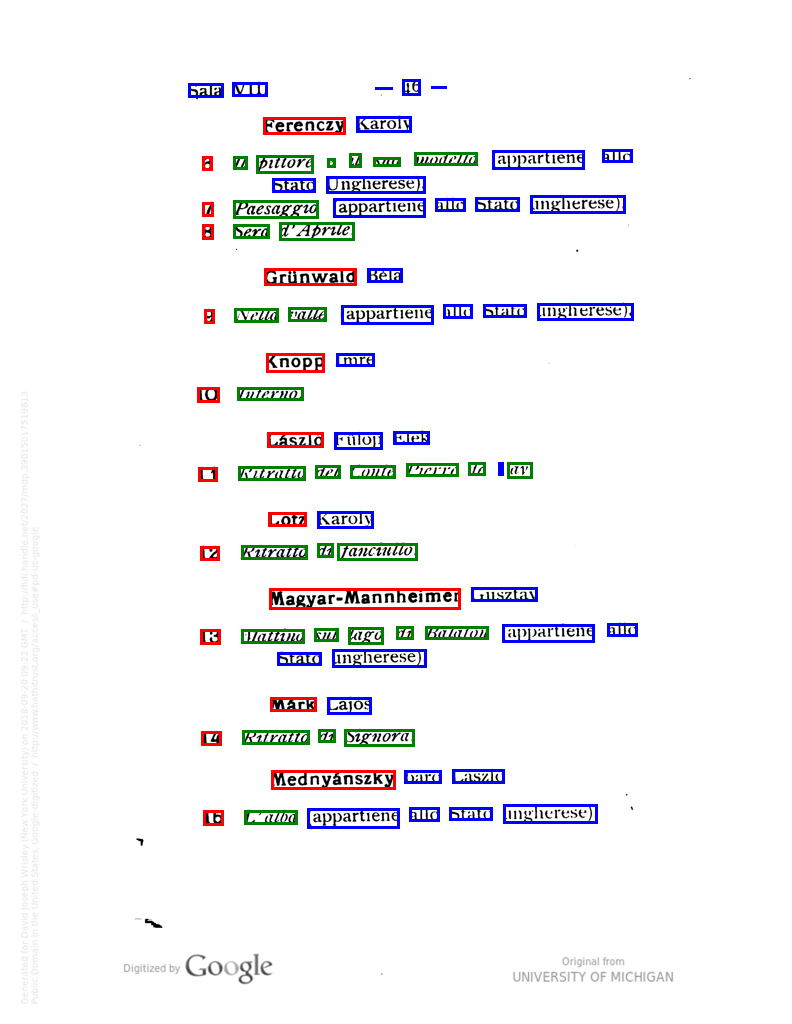 Sala VII — 46 —
Ferenczy Karoly
6 Il pittore e il suo modello (appartiene allo
Stato Ungherese).
7 Paesaggio (appartiene allo Stato Ungherese).
8 Sera d'Aprile.
Grünwald Béla
9 Nella valle (appartiene allo Stato Ungherese).
Knopp Imre
10 Interno.
László Fülöp Elek
11 Ritratto del Conte Pierre de Vay
Lotz Karoly
12 Ritratto di fanciullo
Magyar-Mannheimer Gusztav
13 Mattino sul lago di Balaton (appartiene allo
Stato Ungherese).
Márk Lajos
14 Ritratto di Signora
Mednyánszky baró László
L'alba (appartiene allo Stato Ungherese).
Digitized by Google
Original from
UNIVERSITY OF MICHIGAN
Generated for David Joseph Wrisley (New York University) on 2018-09-20 09:22 GMT / http://hdl.handle.net/2027/mdp.39015017519813
Public Domain in the United States, Google-digitized / http://www.hathitrust.org/access_use#pd-us-google